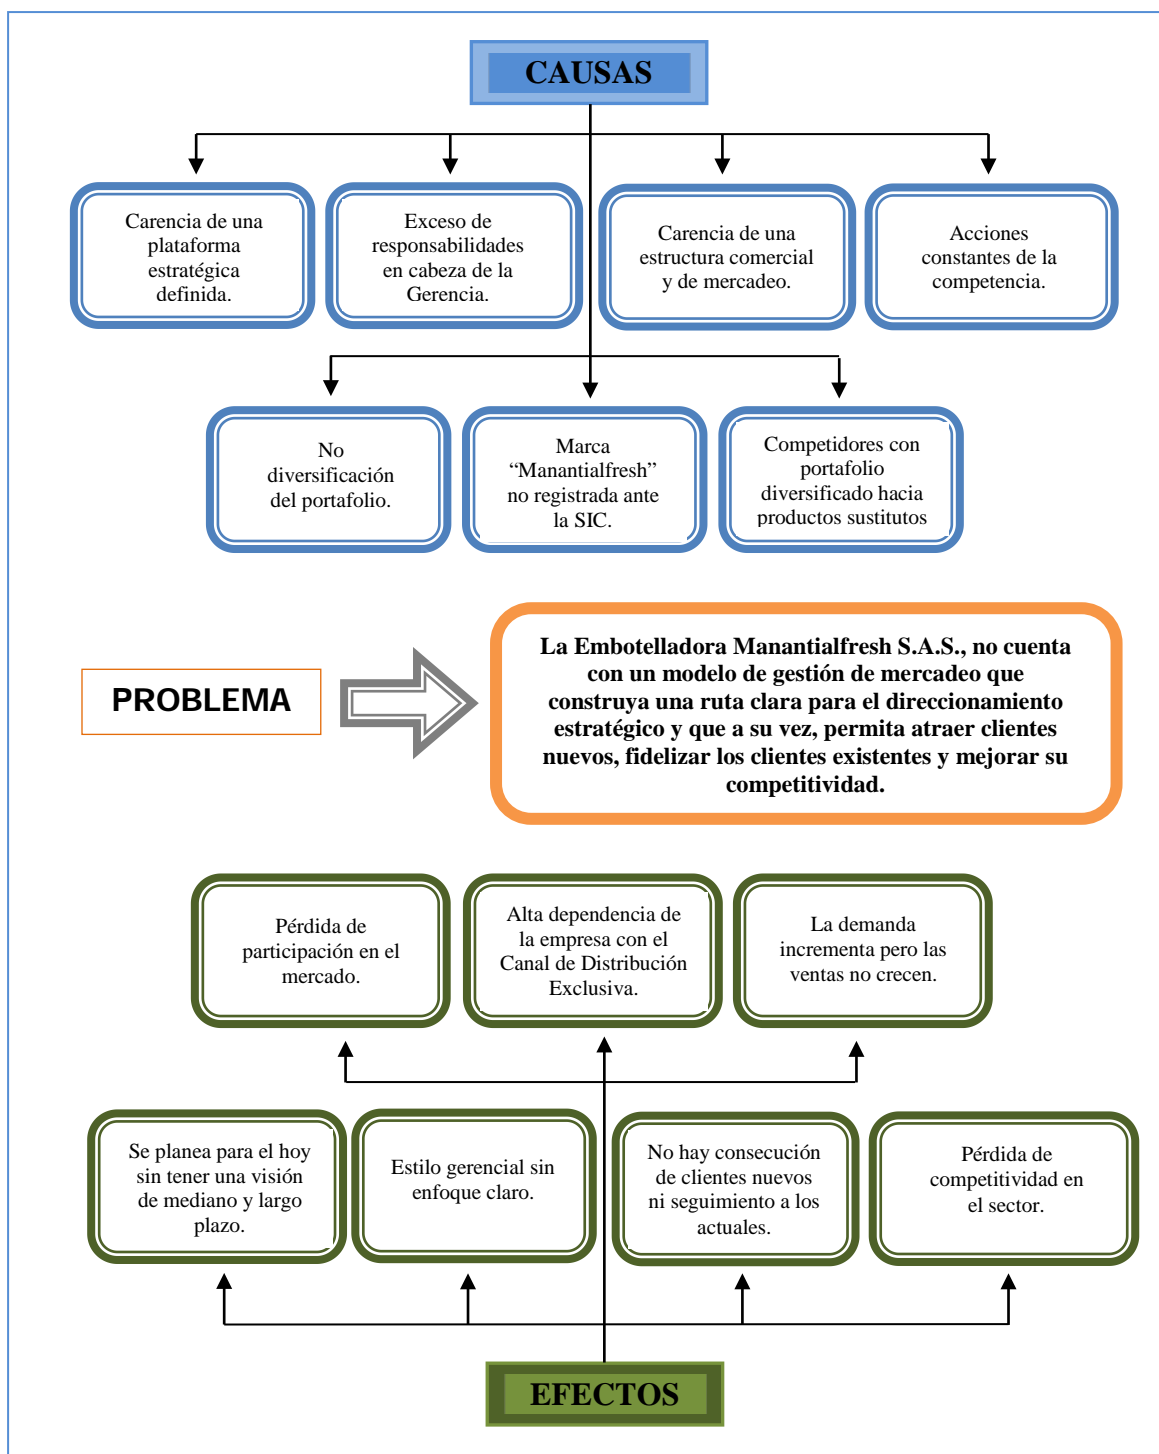 CAUSAS
Carencia de una
plataforma
estratégica
definida.
Exceso de
responsabilidades
en cabeza de la
Gerencia.
Carencia de una
estructura comercial
y de mercadeo.
Acciones
constantes de la
competencia.
No
diversificación
del portafolio.
Marca
“Manantialfresh”
no registrada ante
la SIC.
Competidores con
portafolio
diversificado hacia
productos sustitutos
PROBLEMA
La Embotelladora Manantialfresh S.A.S., no cuenta
con un modelo de gestión de mercadeo que
construya una ruta clara para el direccionamiento
estratégico y que a su vez, permita atraer clientes
nuevos, fidelizar los clientes existentes y mejorar su
competitividad.
Pérdida de
participación en el
mercado.
Alta dependencia de
la empresa con el
Canal de Distribución
Exclusiva.
La demanda
incrementa pero las
ventas no crecen.
Se planea para el hoy
sin tener una visión
de mediano y largo
plazo.
Estilo gerencial sin
enfoque claro.
No hay consecución
de clientes nuevos
ni seguimiento a los
actuales.
Pérdida de
competitividad en
el sector.
EFECTOS